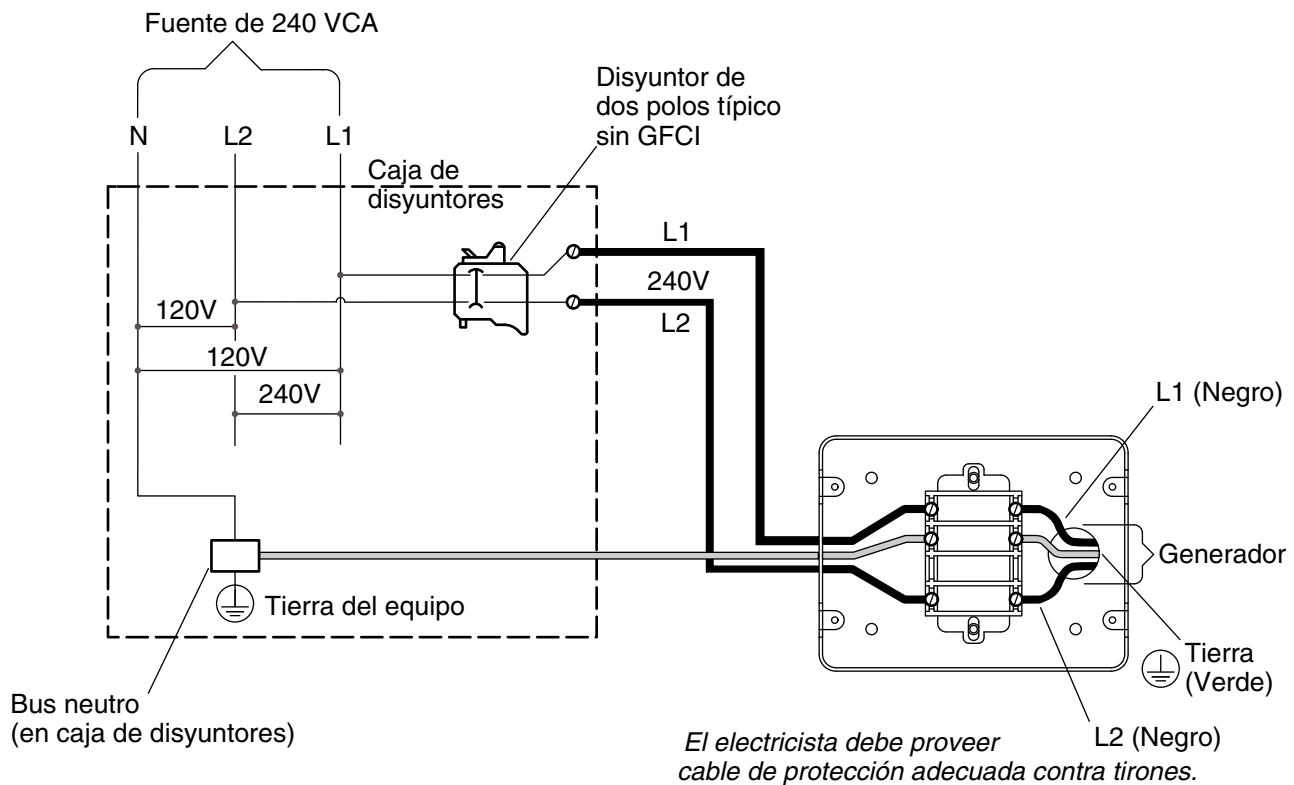 Fuente de 240 VCA
N
L2
L1
Disyuntor de
dos polos típico
sin GFCI
Caja de
disyuntores
L1
240V
L2
120V
120V
240V
L1 (Negro)
Generador
Tierra del equipo
Tierra
(Verde)
Bus neutro
(en caja de disyuntores)
L2 (Negro)
El electricista debe proveer
cable de protección adecuada contra tirones.